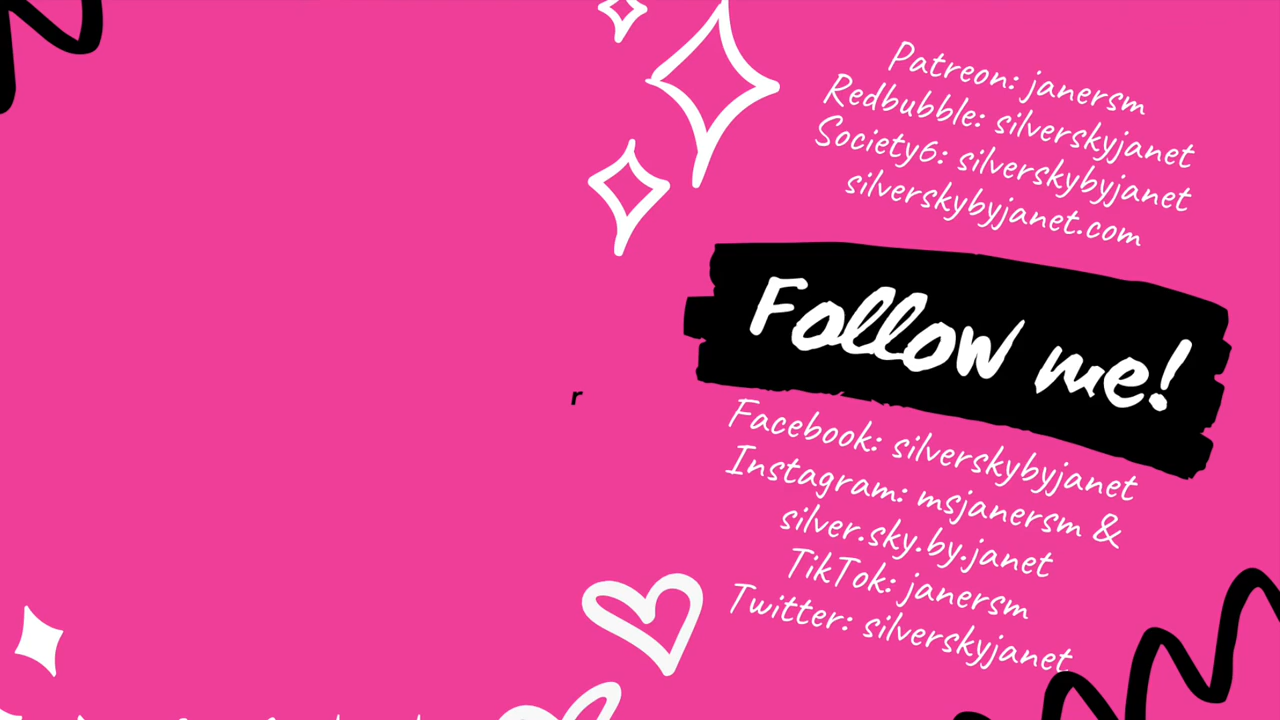 Patreon: janersm
Redbubble: silverskyjanet
Society6: silverskybyjanet
silverskybyjanet.com
Follow me!
r
Facebook: silverskybyjanet
Instagram: msjanersm &
silver.sky.by.janet
TikTok: janersm
Twitter: silverskyjanet